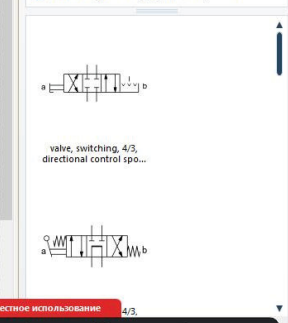 a b
valve, switching, 4/3,
directional control spo...
a b
естное использование
4/3,